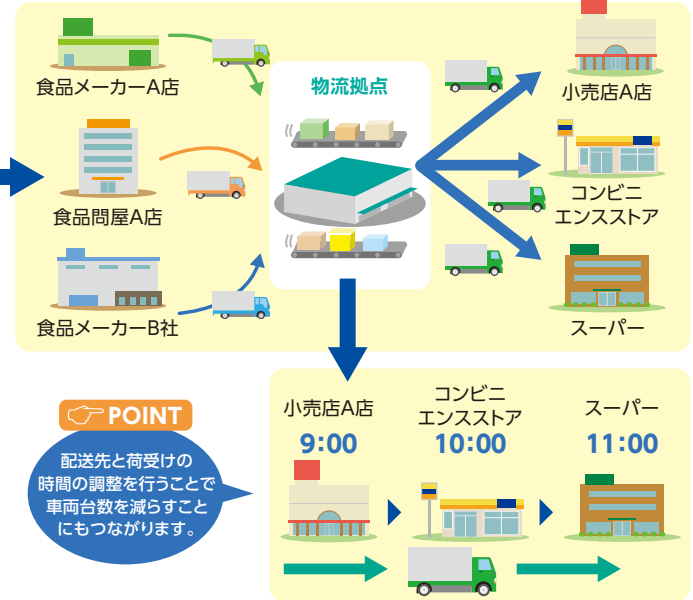 食品メーカーA店
食品問屋A店
食品メーカーB社
物流拠点
小売店A店
コンビニ
エンスストア
スーパー
POINT
配送先と荷受けの
時間の調整を行うことで
車両台数を減らすこと
にもつながります。
小売店A店
9:00
コンビニ
エンスストア
10:00
スーパー
11:00